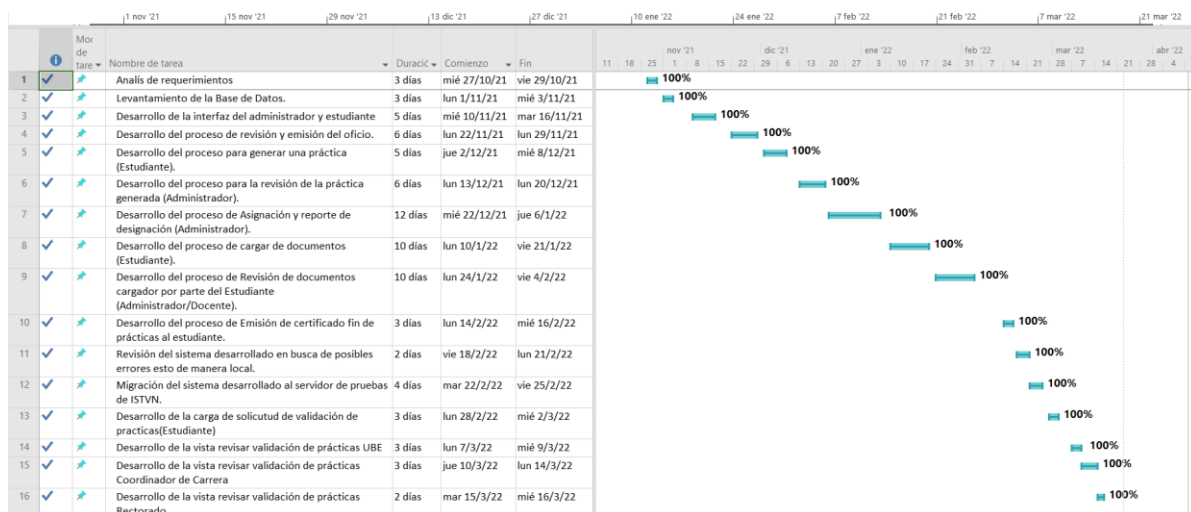 1 nov '21 15 nov '21 29 nov '21 13 dic '21 27 dic '21 10 ene '22 24 ene '22 7 feb '22 21 feb '22 7 mar '22 21 mar '22
Moc
de
tare Nombre de tarea Duració Comienzo Fin
nov '21 dic '21 ene '22 feb '22 mar '22 abr '22
11 18 25 1 8 15 22 29 6 13 20 27 3 10 17 24 31 7 14 21 28 7 14 21 28 4
1 Analís de requerimientos 3 días mié 27/10/21 vie 29/10/21 100%
2 Levantamiento de la Base de Datos. 3 días lun 1/11/21 mié 3/11/21 100%
3 Desarrollo de la interfaz del administrador y estudiante 5 días mié 10/11/21 mar 16/11/21 100%
4 Desarrollo del proceso de revisión y emisión del oficio. 6 días lun 22/11/21 lun 29/11/21 100%
5 Desarrollo del proceso para generar una práctica 5 días jue 2/12/21 mié 8/12/21 100%
(Estudiante).
6 Desarrollo del proceso para la revisión de la práctica 6 días lun 13/12/21 lun 20/12/21 100%
generada (Administrador).
7 Desarrollo del proceso de Asignación y reporte de 12 días mié 22/12/21 jue 6/1/22 100%
designación (Administrador).
8 Desarrollo del proceso de cargar de documentos 10 días lun 10/1/22 vie 21/1/22 100%
(Estudiante).
9 Desarrollo del proceso de Revisión de documentos 10 días lun 24/1/22 vie 4/2/22 100%
cargador por parte del Estudiante
(Administrador/Docente).
10 Desarrollo del proceso de Emisión de certificado fin de 3 días lun 14/2/22 mié 16/2/22 100%
prácticas al estudiante.
11 Revisión del sistema desarrollado en busca de posibles 2 días vie 18/2/22 lun 21/2/22 100%
errores esto de manera local.
12 Migración del sistema desarrollado al servidor de pruebas 4 días mar 22/2/22 vie 25/2/22 100%
de ISTVN.
13 Desarrollo de la carga de solicutud de validación de 3 días lun 28/2/22 mié 2/3/22 100%
practicas(Estudiante)
14 Desarrollo de la vista revisar validación de prácticas UBE 3 días lun 7/3/22 mié 9/3/22 100%
15 Desarrollo de la vista revisar validación de prácticas 3 días jue 10/3/22 lun 14/3/22 100%
Coordinador de Carrera
16 Desarrollo de la vista revisar validación de prácticas 2 días mar 15/3/22 mié 16/3/22 100%
Rectorado